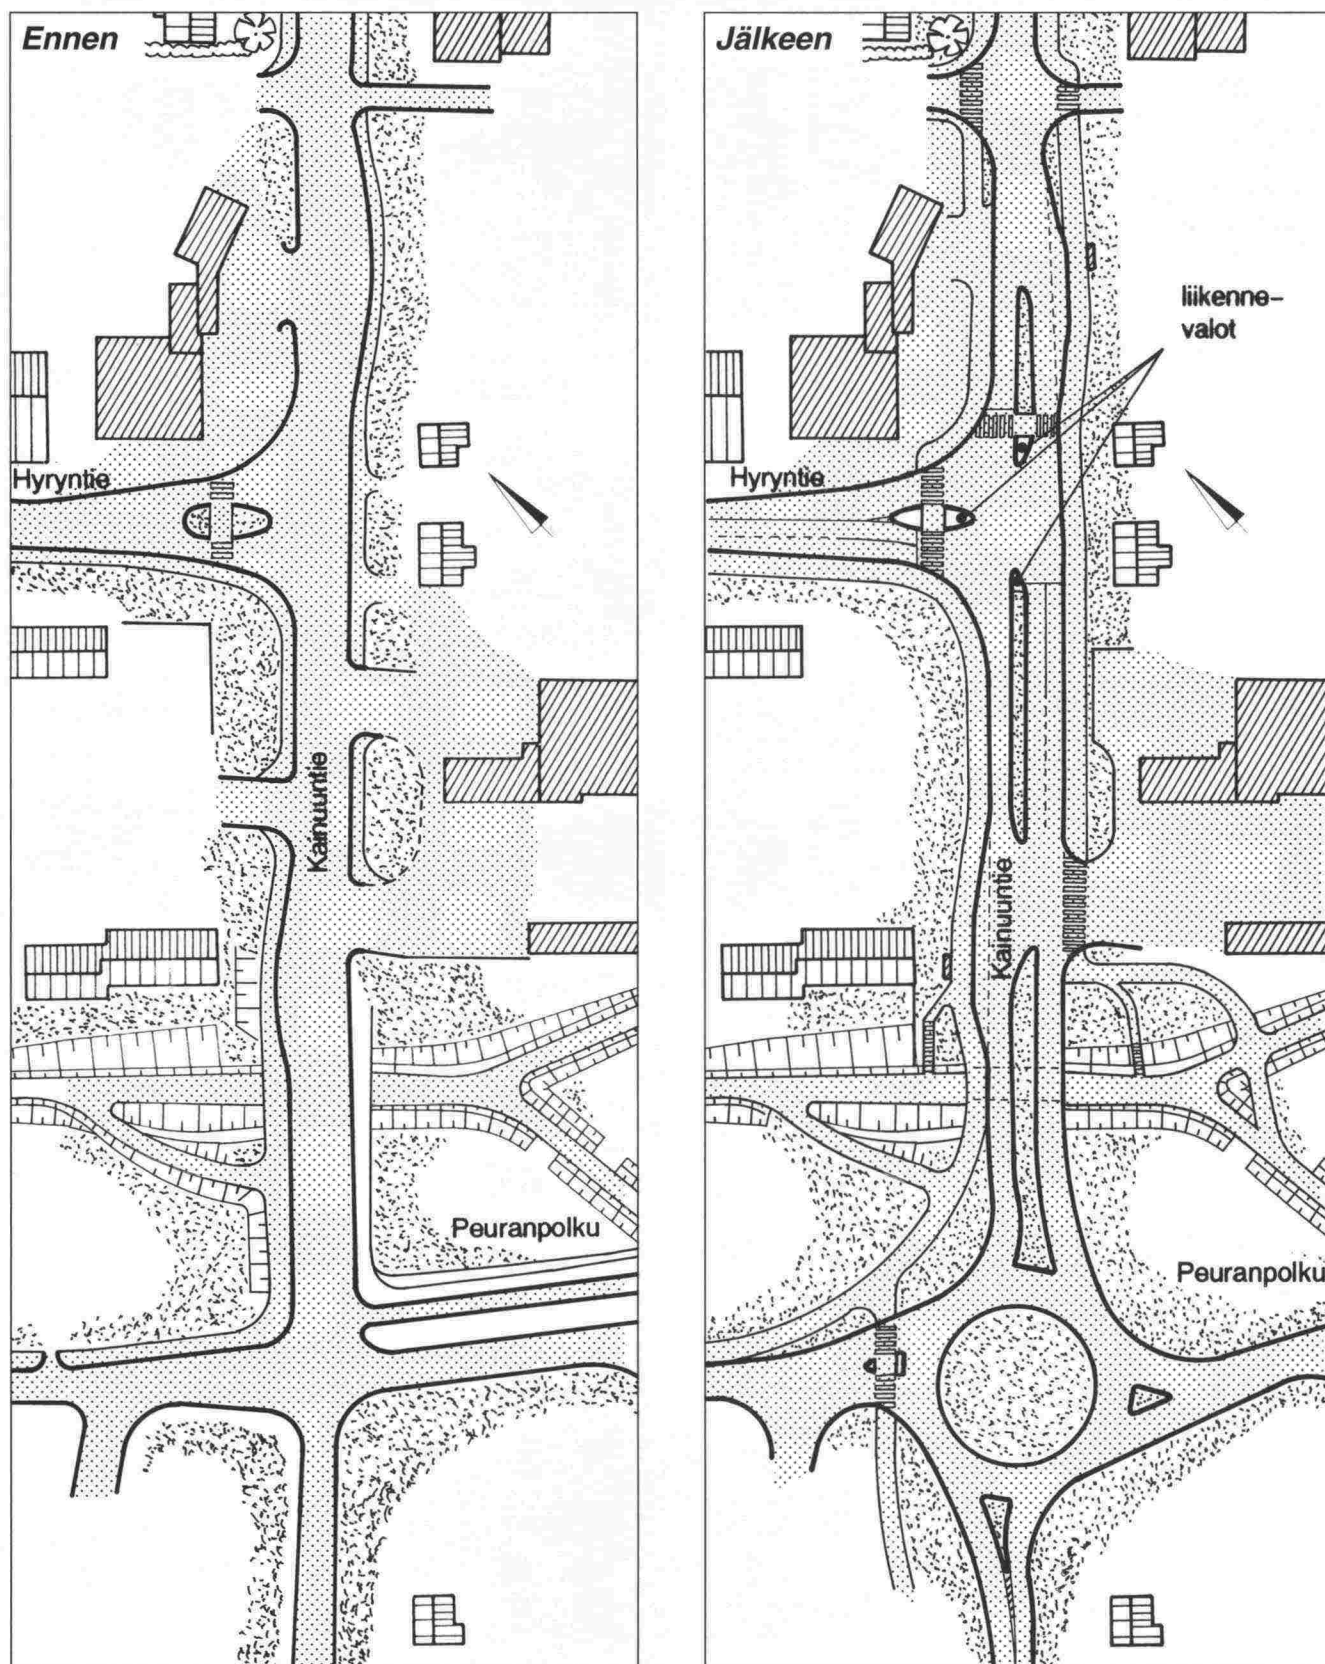 Ennen
Hyryntie
Kainuuntie
Peuranpolku
Jälkeen
liikenne-
valot
Hyryntie
Kainuuntie
Peuranpolku